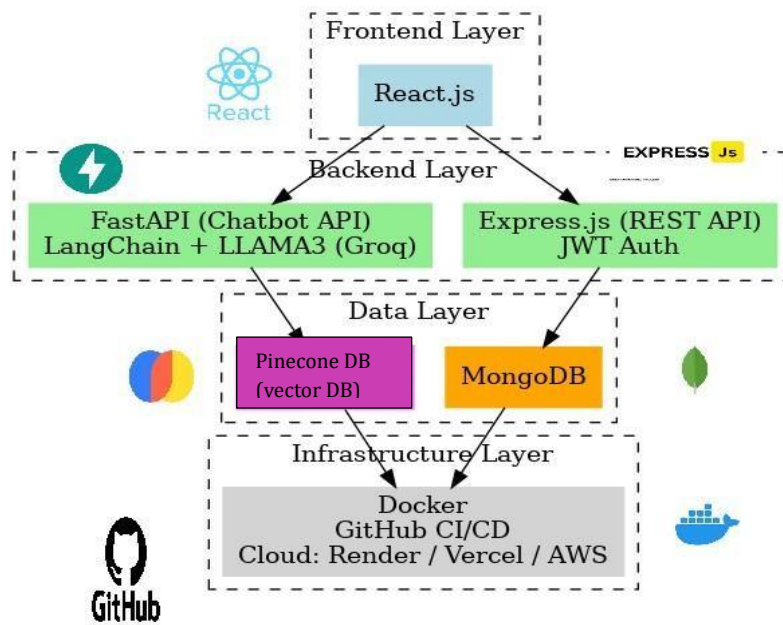 Frontend Layer
React.js
React
EXPRESS Js
Backend Layer
FastAPI (Chatbot API)
LangChain + LLAMA3 (Groq)
Express.js (REST API)
JWT Auth
Data Layer
Pinecone DB
(vector DB)
MongoDB
Infrastructure Layer
Docker
GitHub CI/CD
Cloud: Render / Vercel / AWS
GitHub